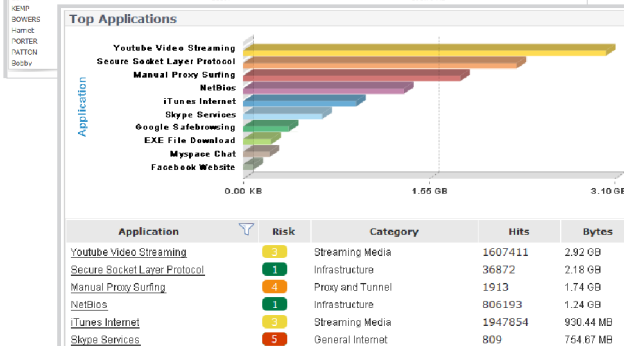 KEMP
BOWERS
Harriet
PORTER
PATTON
Bobby
Top Applications
Application
Youtube Video Streaming
Secure Socket Layer Protocol
Manual Proxy Surfing
NetBios
iTunes Internet
Skype Services
Google Safebrowsing
EXE File Download
Myspace Chat
Facebook Website
0.00 KB 1.55 GB 3.10 GB
Application Risk Category Hits Bytes
Youtube Video Streaming 3 Streaming Media 1607411 2.92 GB
Secure Socket Layer Protocol 1 Infrastructure 36872 2.18 GB
Manual Proxy Surfing 4 Proxy and Tunnel 1913 1.74 GB
NetBios 1 Infrastructure 806193 1.24 GB
iTunes Internet 3 Streaming Media 1947854 930.44 MB
Skype Services 5 General Internet 809 754.67 MB